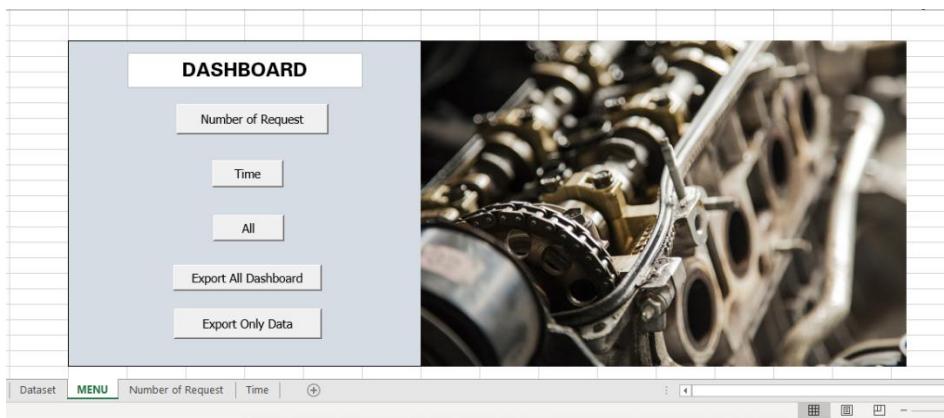 DASHBOARD
Number of Request
Time
All
Export All Dashboard
Export Only Data
Dataset MENU Number of Request Time